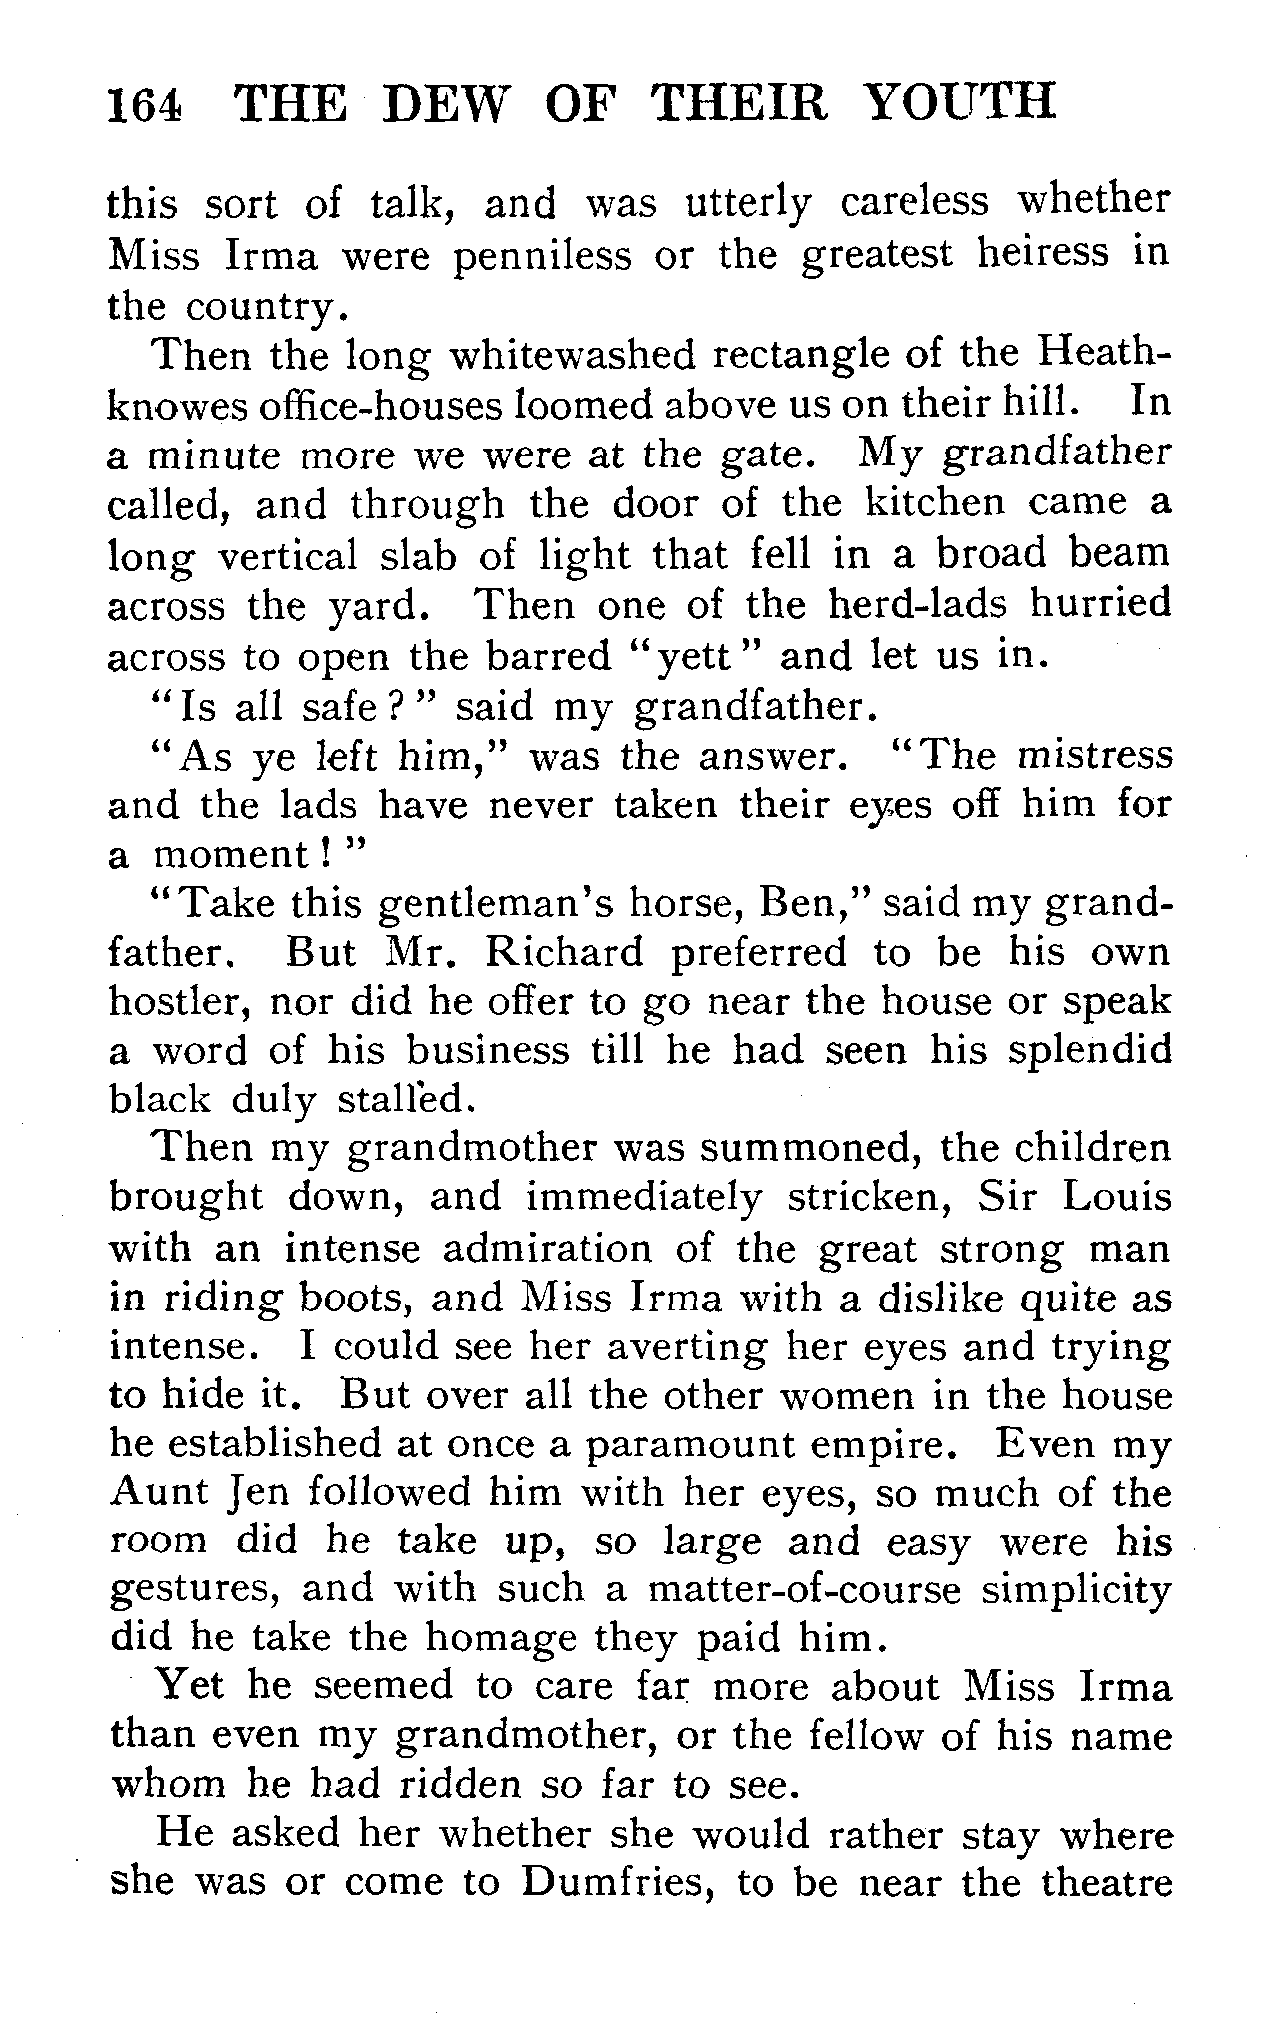 164 THE DEW OF THEIR YOUTH
this sort of talk, and was utterly careless whether
Miss Irma were penniless or the greatest heiress in
the country.
Then the long whitewashed rectangle of the Heath-
knowes office-houses loomed above us on their hill. In
a minute more we were at the gate. My grandfather
called, and through the door of the kitchen came a
long vertical slab of light that fell in a broad beam
across the yard. Then one of the herd-lads hurried
across to open the barred "yett" and let us in.
"Is all safe?" said my grandfather.
"As ye left him," was the answer. "The mistress
and the lads have never taken their eyes off him for
a moment!"
"Take this gentleman's horse, Ben," said my grand-
father. But Mr. Richard preferred to be his own
hostler, nor did he offer to go near the house or speak
a word of his business till he had seen his splendid
black duly stalled.
Then my grandmother was summoned, the children
brought down, and immediately stricken, Sir Louis
with an intense admiration of the great strong man
in riding boots, and Miss Irma with a dislike quite as
intense. I could see her averting her eyes and trying
to hide it. But over all the other women in the house
he established at once a paramount empire. Even my
Aunt Jen followed him with her eyes, so much of the
room did he take up, so large and easy were his
gestures, and with such a matter-of-course simplicity
did he take the homage they paid him.
Yet he seemed to care far more about Miss Irma
than even my grandmother, or the fellow of his name
whom he had ridden so far to see.
He asked her whether she would rather stay where
she was or come to Dumfries, to be near the theatre